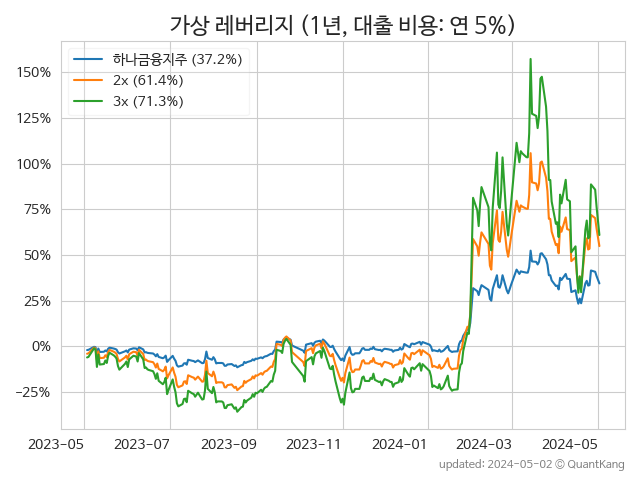 가상 레버리지 (1년, 대출 비용: 연 5%)
하나금융지주 (37.2%)
2x (61.4%)
3x (71.3%)
150%
125%
100%
75%
50%
25%
0%
−25%
2023-05 2023-07 2023-09 2023-11 2024-01 2024-03 2024-05
updated: 2024-05-02 © QuantKang